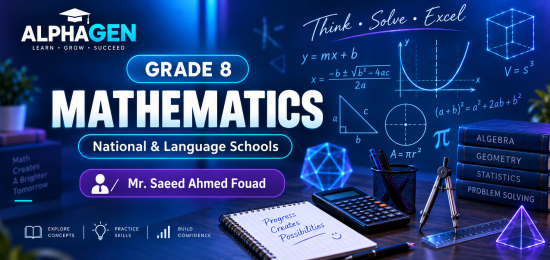 ALPHAGEN
LEARN • GROW • SUCCEED
GRADE 8
MATHEMATICS
National & Language Schools
Mr. Saeed Ahmed Fouad
EXPLORE
CONCEPTS
PRACTICE
SKILLS
BUILD
CONFIDENCE
Math
Creates
A Brighter
Tomorrow
Think • Solve • Excel
y = mx + b
x = -b ± √b² - 4ac / 2a
y
x
V = s³
a
c
b
r
A = πr²
(a+b)² = a² + 2ab + b²
π
ALGEBRA
GEOMETRY
STATISTICS
PROBLEM SOLVING
Progress
Creates
Possibilities